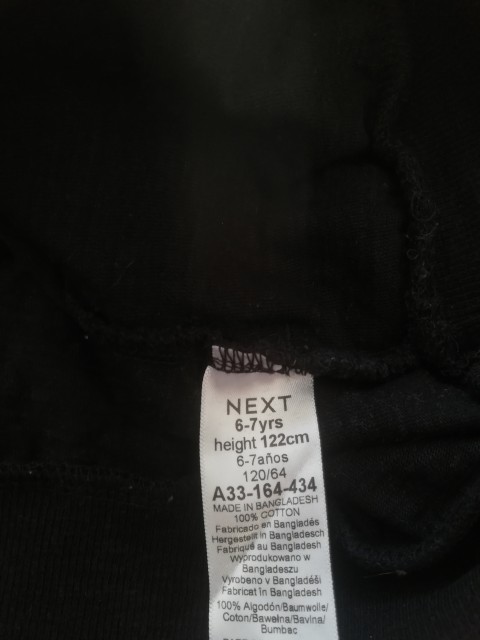 NEXT
6-7yrs
height 122cm
6-7años
120/64
A33-164-434
MADE IN BANGLADESH
100% COTTON
Fabricado en Bangladés
Hergestellt in Bangladesch
Fabriqué au Bangladesh
Wyprodukowano w
Bangladeszu
Vyrobeno v Bangladéši
Fabricat în Bangladesh
100% Algodón/Baumwolle/
Coton/Bawełna/Bavlna/
Bumbac